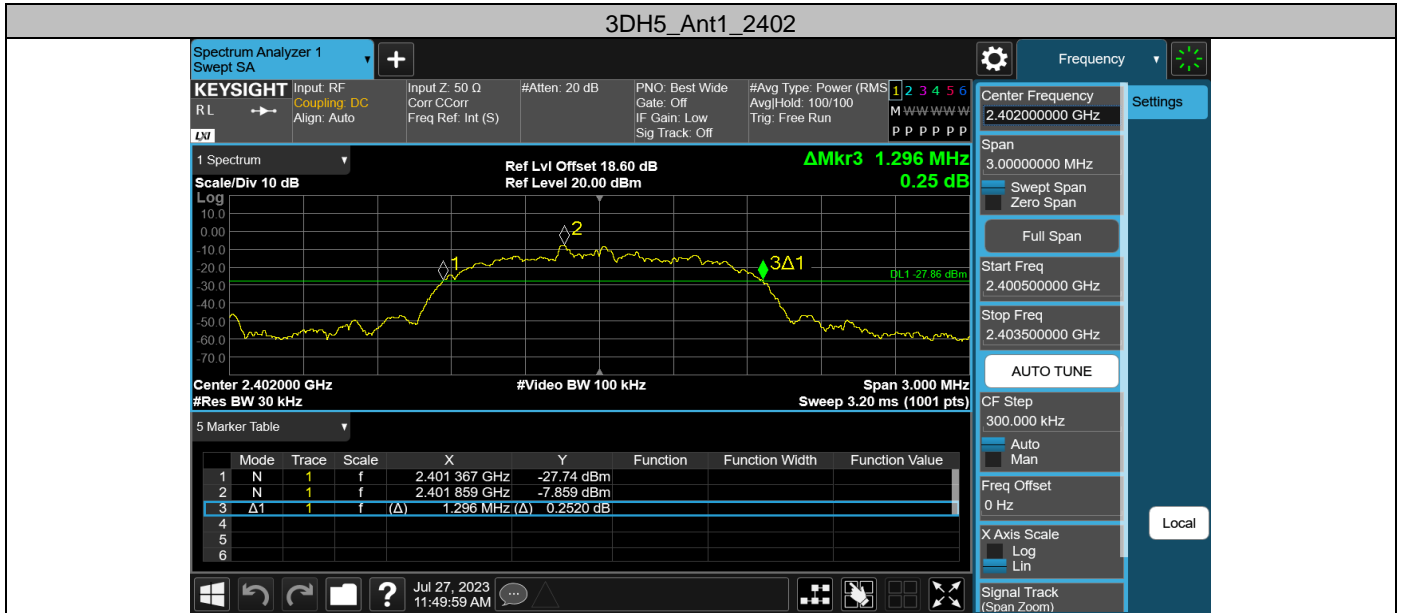 3DH5_Ant1_2402
Spectrum Analyzer 1
Swept SA
+
Frequency
KEYSIGHT
RL
LXI
Input: RF
Coupling: DC
Align: Auto
Input Z: 50 Ω
Corr CCorr
Freq Ref: Int (S)
#Atten: 20 dB
PNO: Best Wide
Gate: Off
IF Gain: Low
Sig Track: Off
#Avg Type: Power (RMS
Avg|Hold: 100/100
Trig: Free Run
1 2 3 4 5 6
M W W W W W
P P P P P P
1 Spectrum
Scale/Div 10 dB
Ref Lvl Offset 18.60 dB
Ref Level 20.00 dBm
ΔMkr3 1.296 MHz
0.25 dB
Log
10.0
0.00
-10.0
-20.0
-30.0
-40.0
-50.0
-60.0
-70.0
1
2
3Δ1
DL1 -27.86 dBm
Center 2.402000 GHz
#Video BW 100 kHz
Span 3.000 MHz
#Res BW 30 kHz
Sweep 3.20 ms (1001 pts)
5 Marker Table
Mode Trace Scale X Y Function Function Width Function Value
1 N 1 f 2.401 367 GHz -27.74 dBm
2 N 1 f 2.401 859 GHz -7.859 dBm
3 Δ1 1 f (Δ) 1.296 MHz (Δ) 0.2520 dB
4
5
6
Jul 27, 2023
11:49:59 AM
?
Center Frequency
2.402000000 GHz
Settings
Span
3.00000000 MHz
Swept Span
Zero Span
Full Span
Start Freq
2.400500000 GHz
Stop Freq
2.403500000 GHz
AUTO TUNE
CF Step
300.000 kHz
Auto
Man
Freq Offset
0 Hz
Local
X Axis Scale
Log
Lin
Signal Track
(Span Zoom)